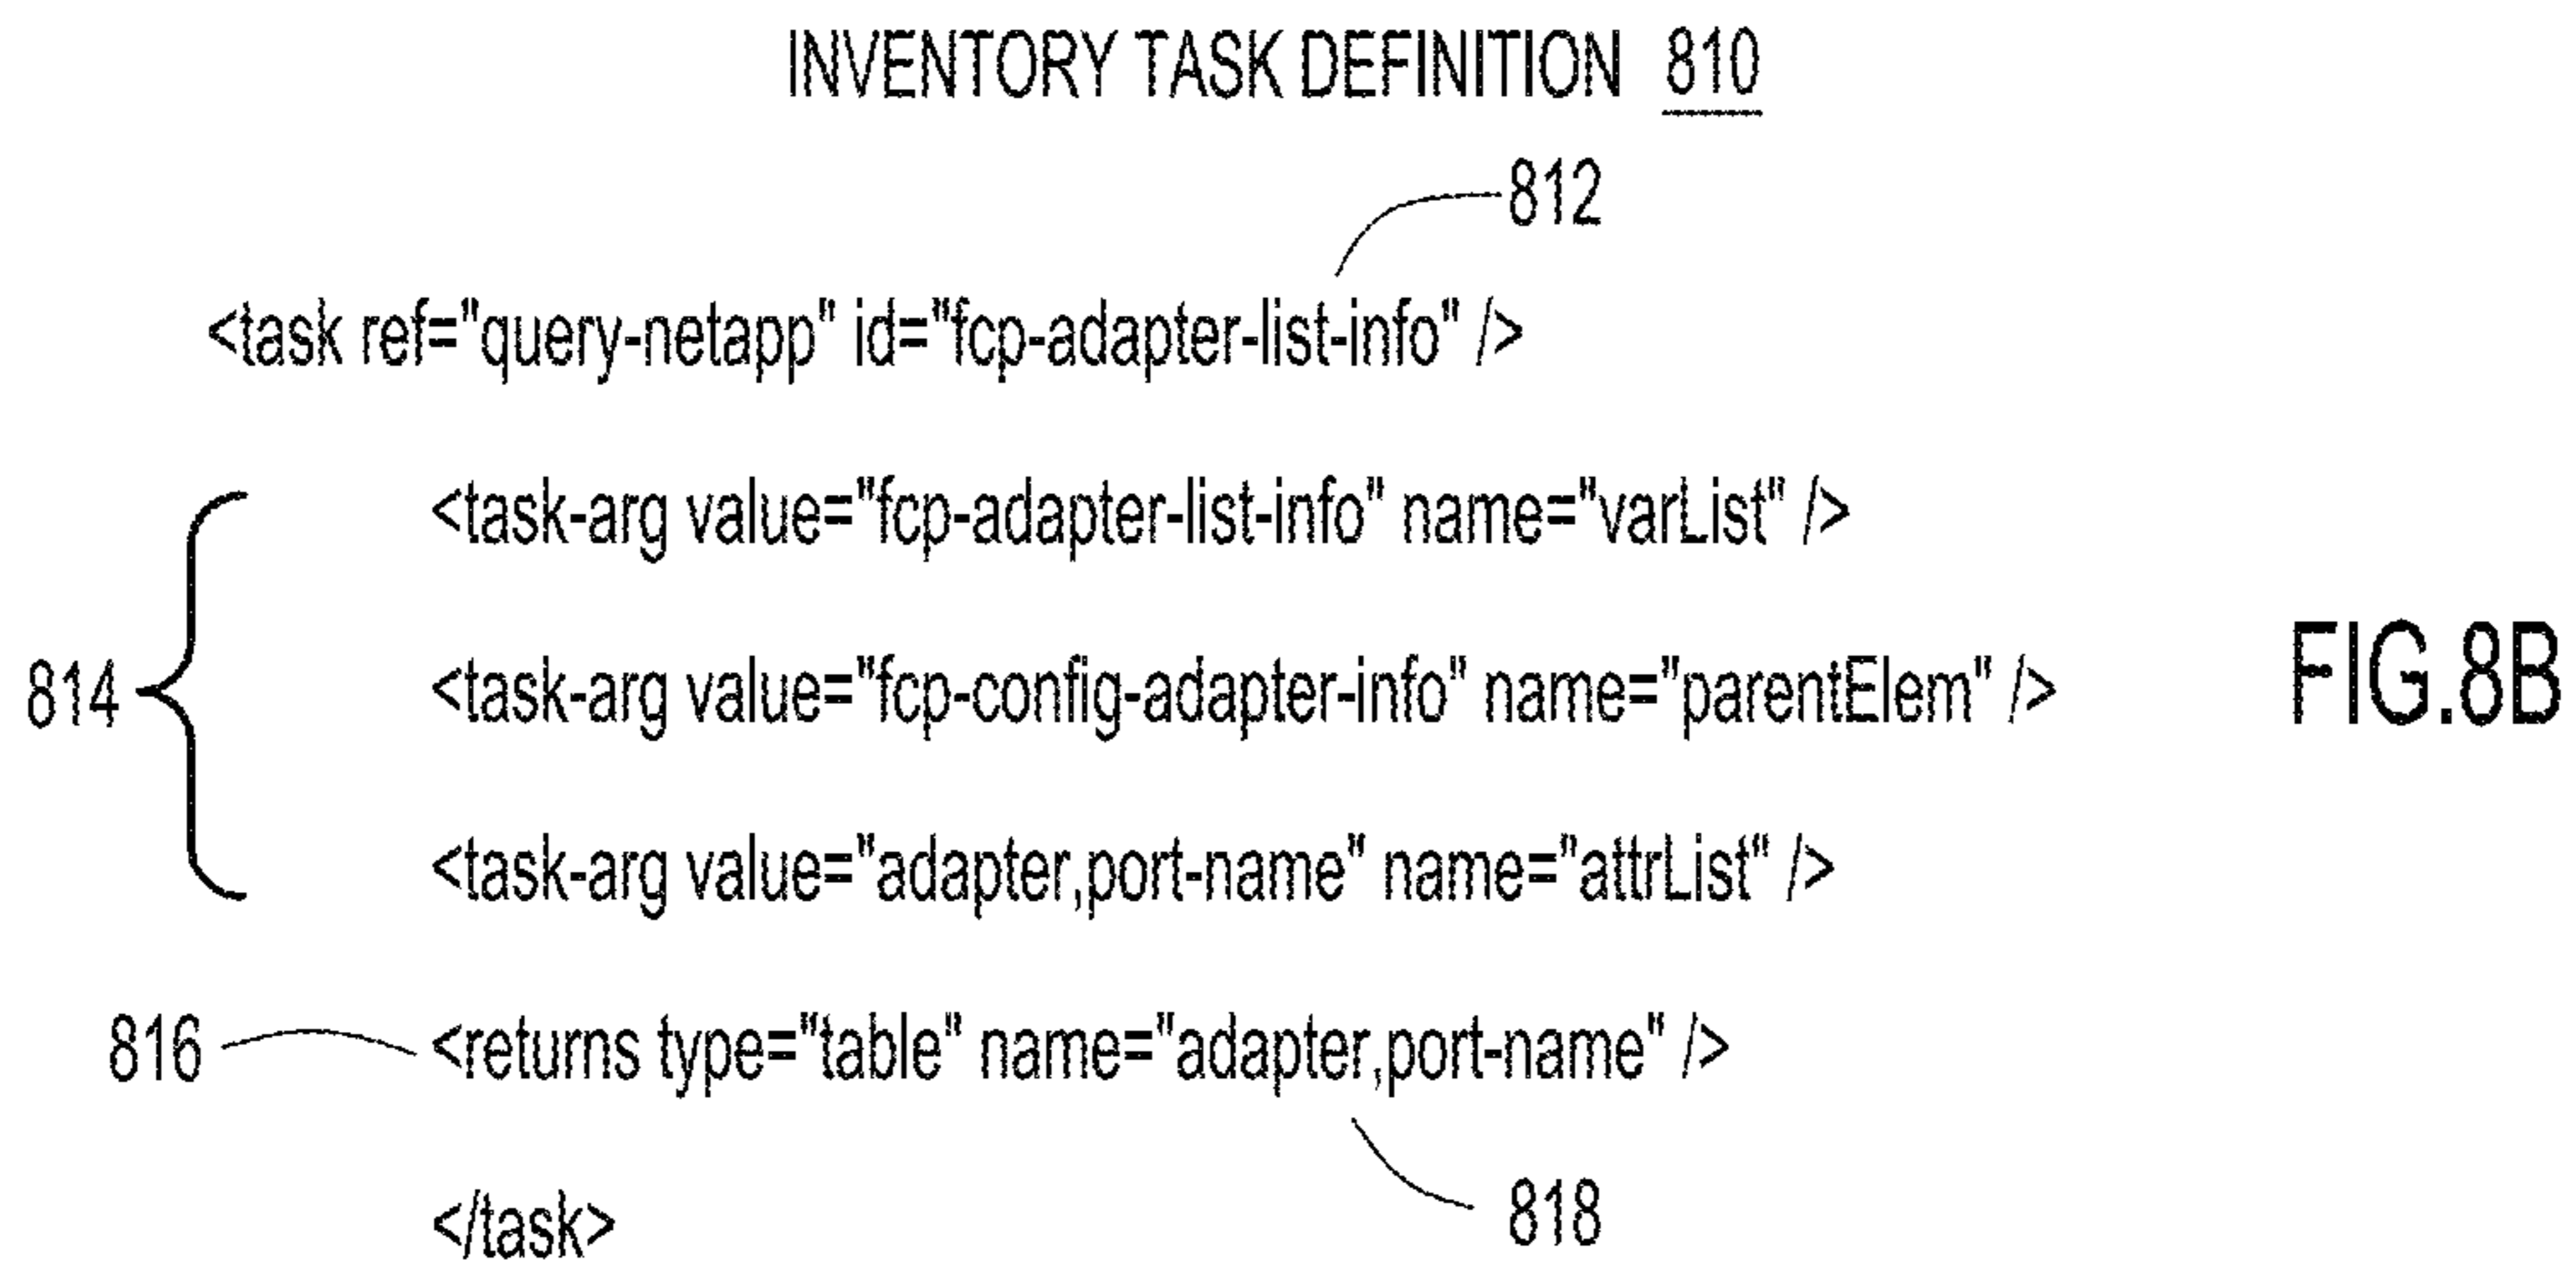 INVENTORY TASK DEFINITION 810
812
<task ref="query-netapp" id="fcp-adapter-list-info" />
<task-arg value="fcp-adapter-list-info" name="varList" />
814
<task-arg value="fcp-config-adapter-info" name="parentElem" />
FIG.8B
<task-arg value="adapter,port-name" name="attrList" />
816
<returns type="table" name="adapter,port-name" />
818
</task>